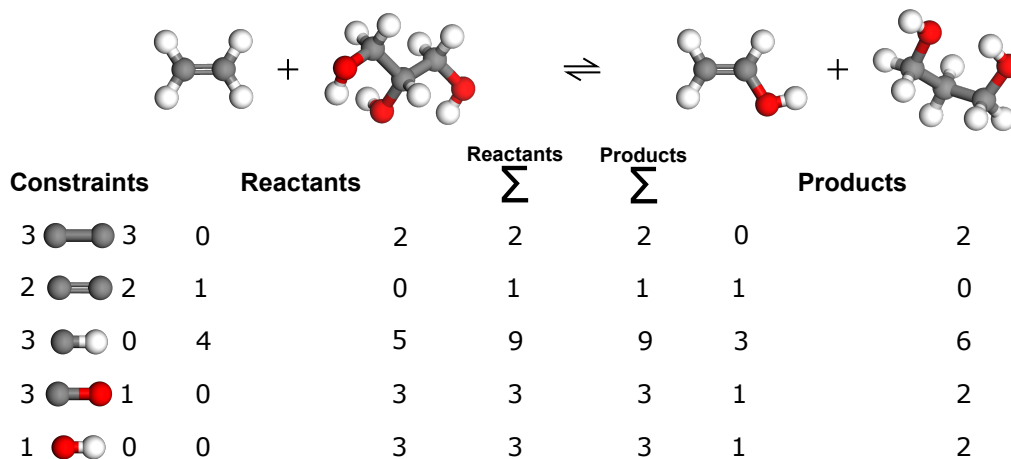 + ⇌ +
Reactants Products
Constraints Reactants ∑ ∑ Products
3 3 0 2 2 2 0 2
2 2 1 0 1 1 1 0
3 0 4 5 9 9 3 6
3 1 0 3 3 3 1 2
1 0 0 3 3 3 1 2